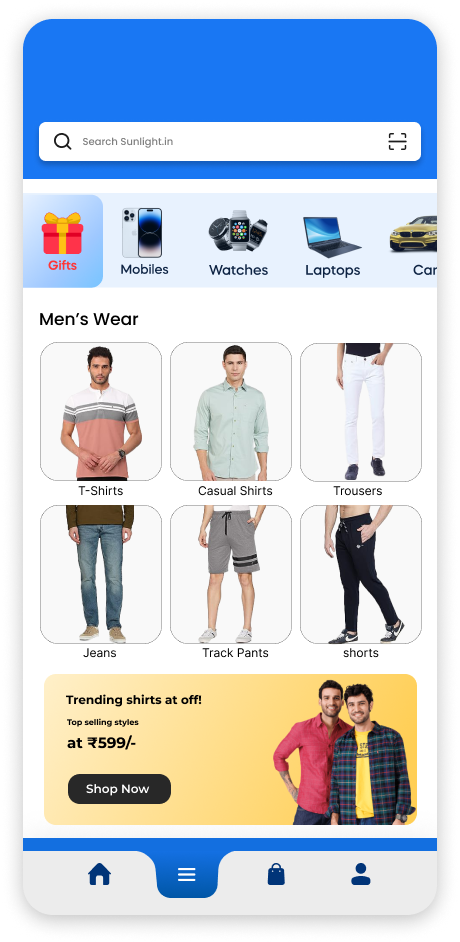 Search Sunlight.in
Gifts
Mobiles
Watches
Laptops
Car
Men's Wear
T-Shirts
Casual Shirts
Trousers
Jeans
Track Pants
shorts
Trending shirts at off!
Top selling styles
at ₹599/-
Shop Now